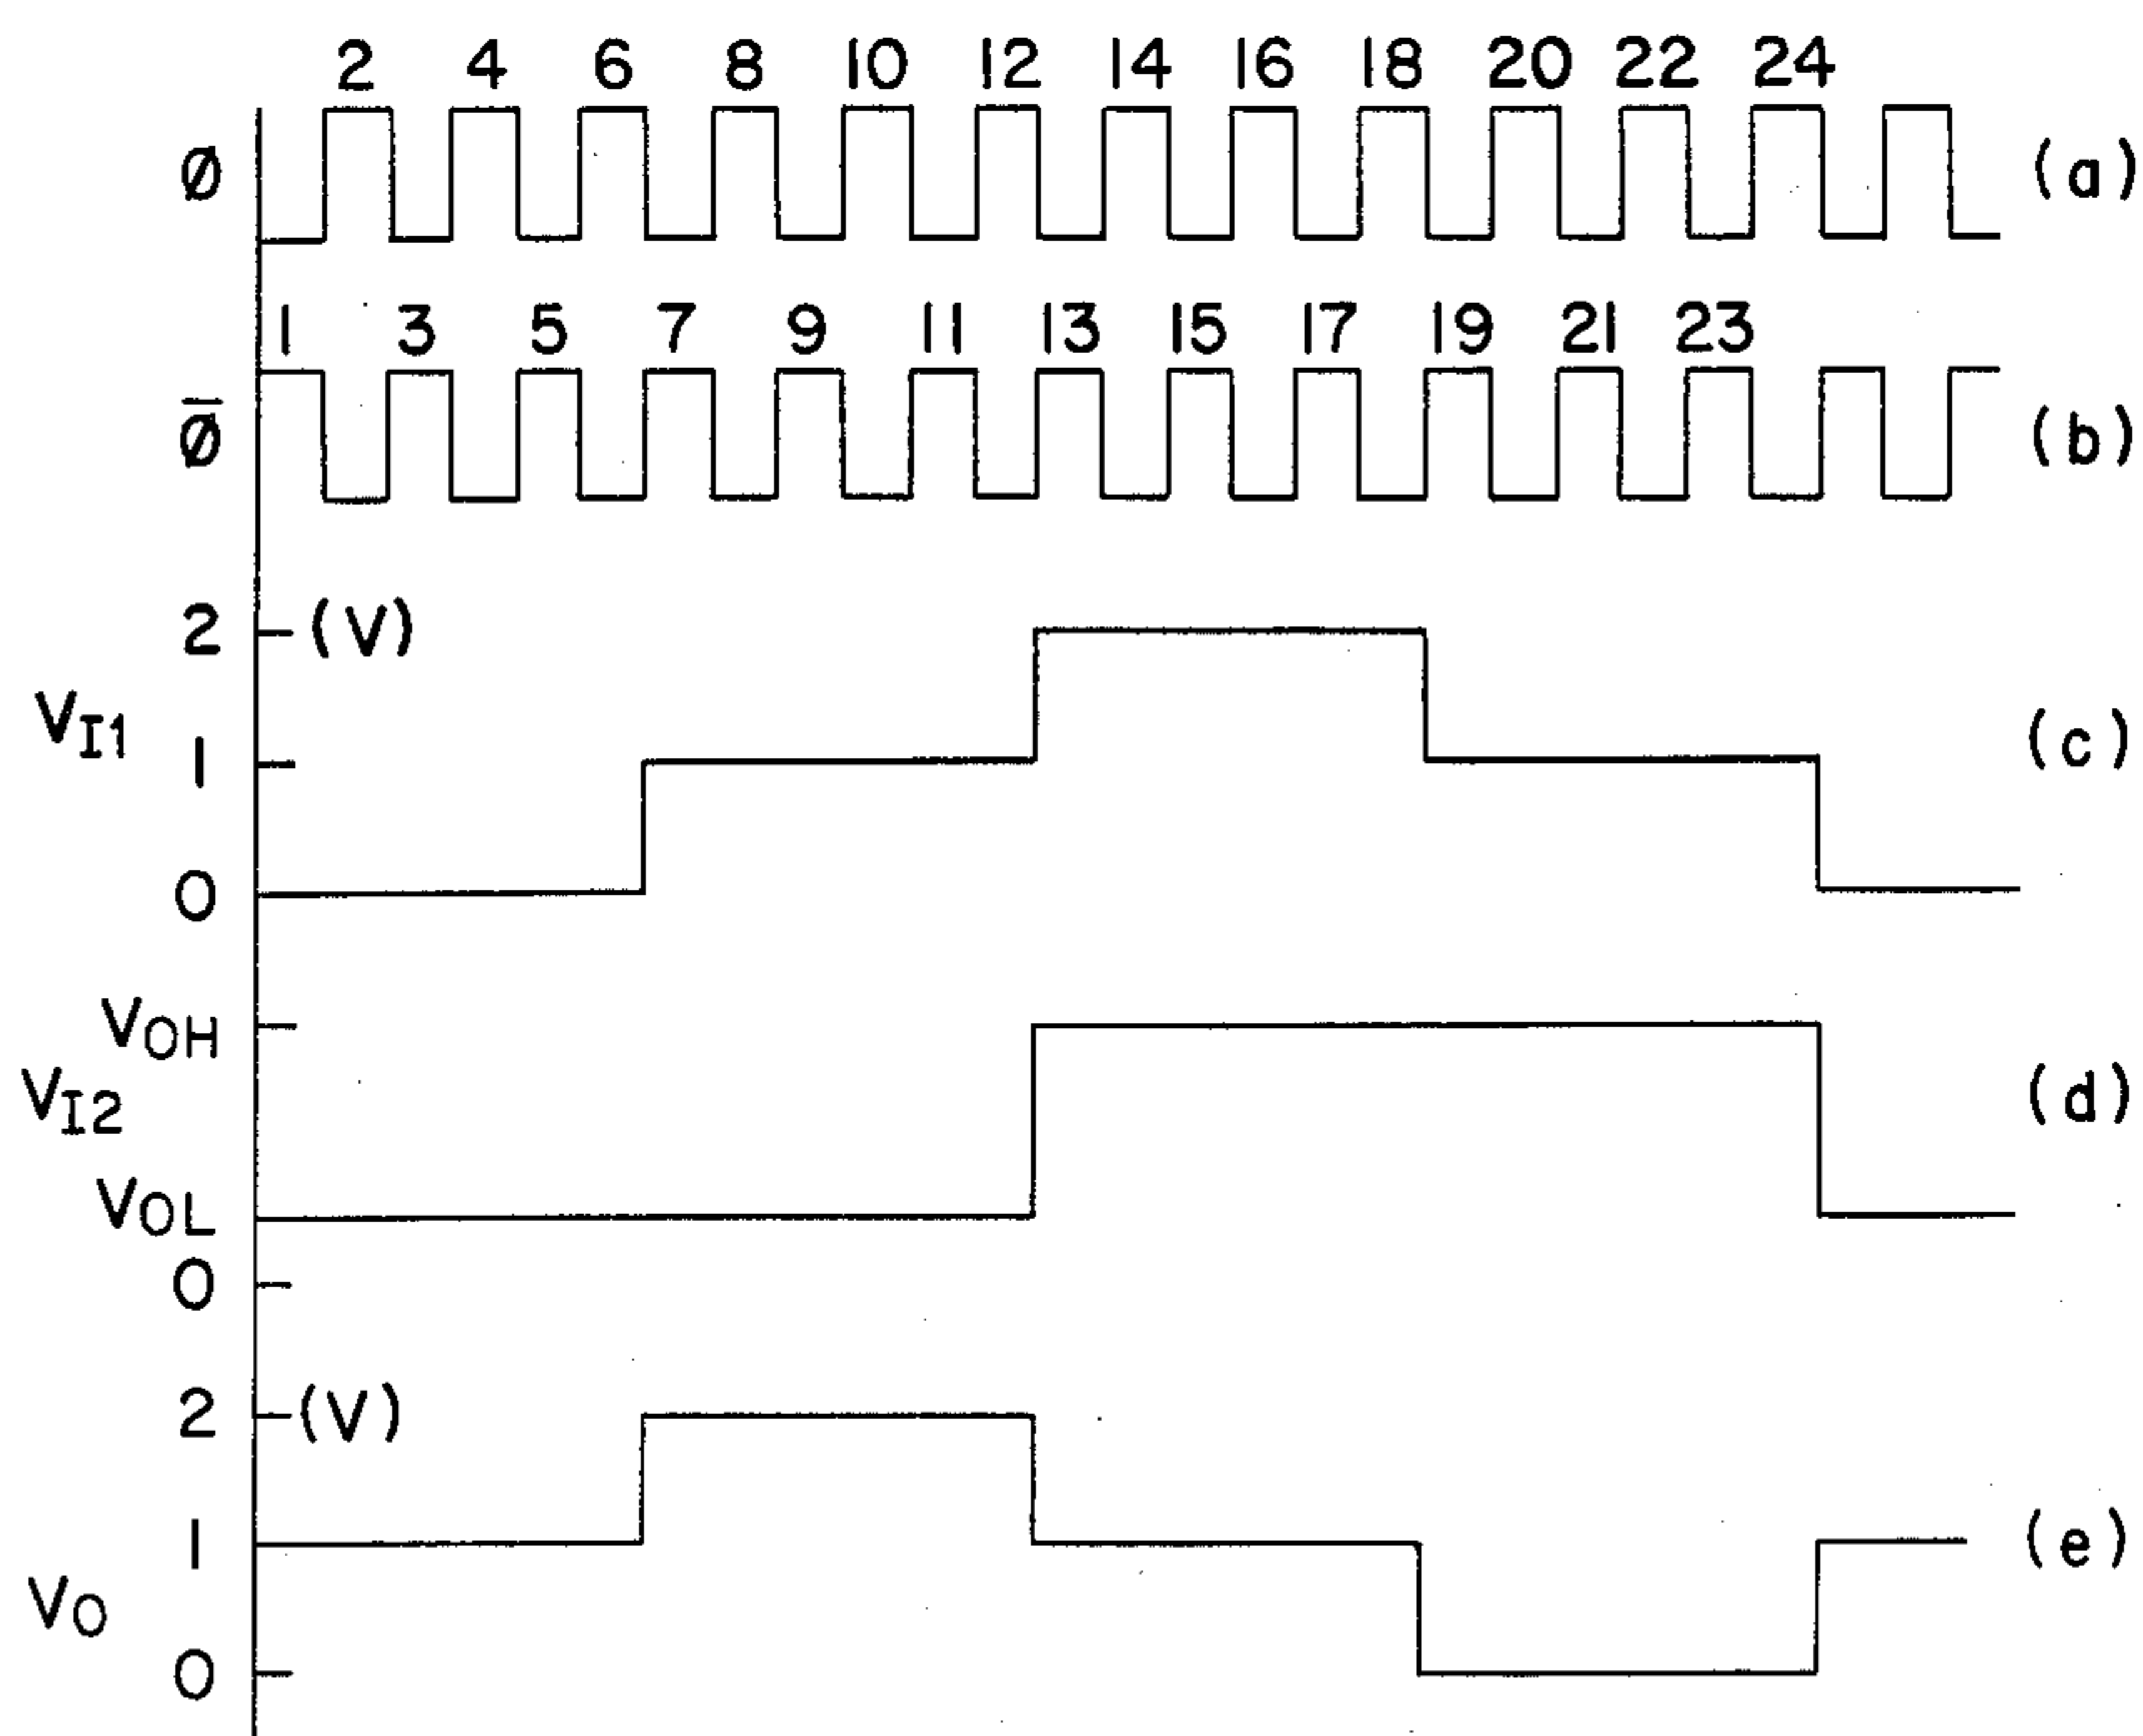 2 4 6 8 10 12 14 16 18 20 22 24
Ø (a)
1 3 5 7 9 11 13 15 17 19 21 23
Ø̅ (b)
2 (V)
VI1 (c)
1
0
VOH
VI2 (d)
VOL
0
2 (V)
1 (e)
VO
0